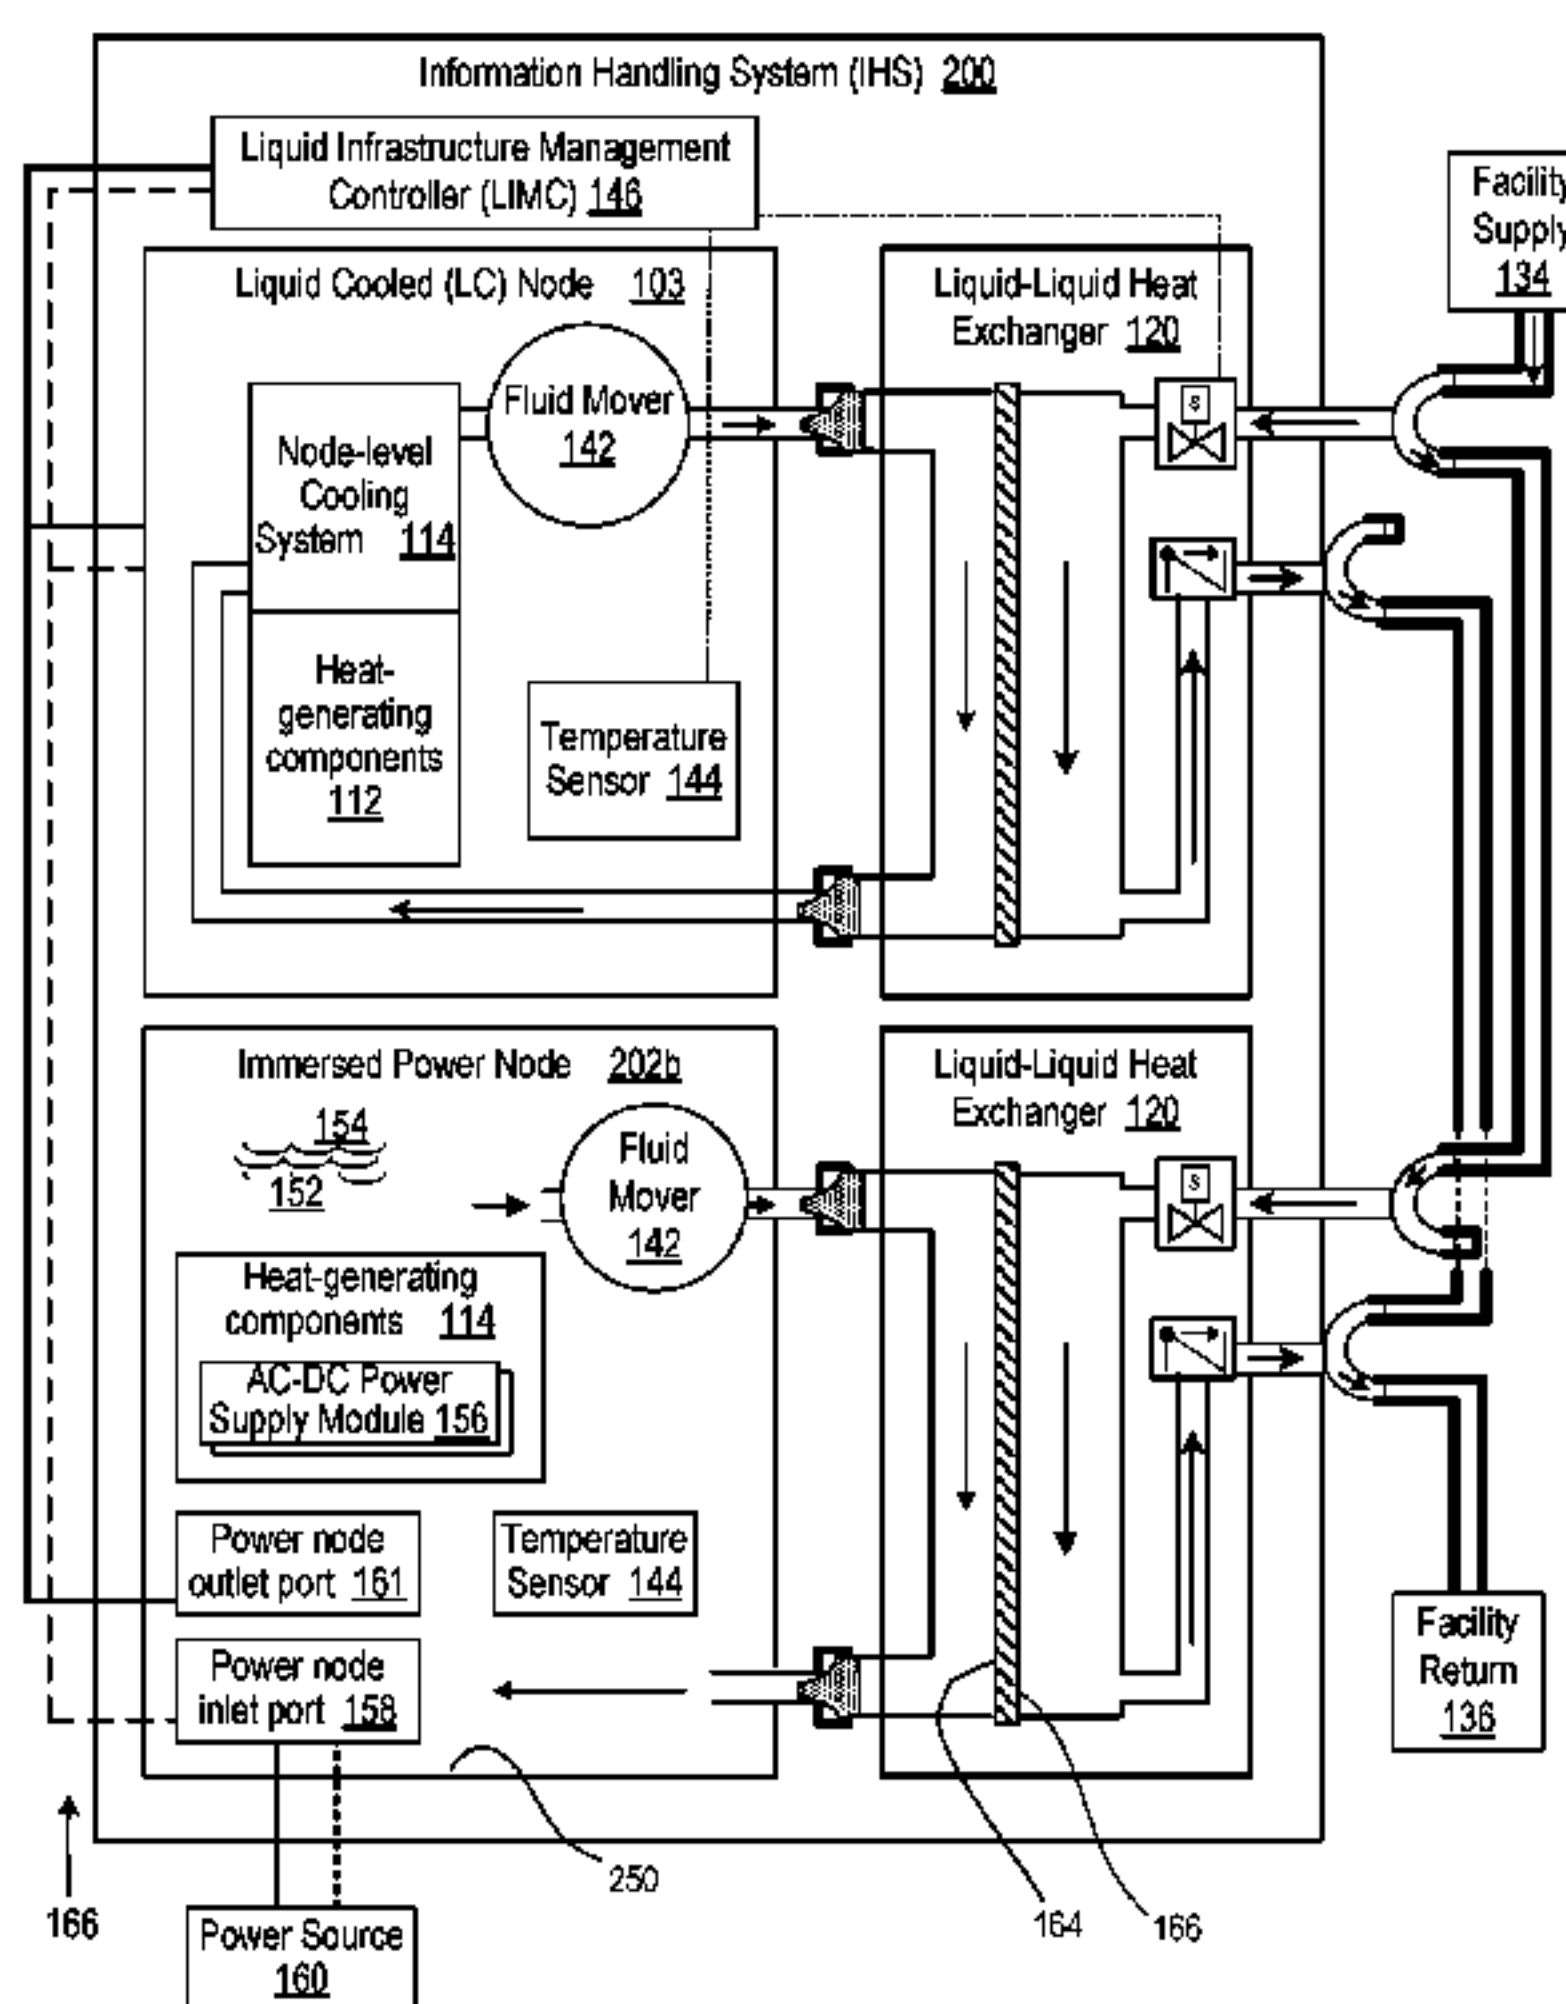 Information Handling System (IHS) 200
Liquid Infrastructure Management
Controller (LIMC) 146
Facility
Supply
134
Liquid Cooled (LC) Node 103
Liquid-Liquid Heat
Exchanger 120
Fluid Mover
142
S
Node-level
Cooling
System 114
Heat-
generating
components
112
Temperature
Sensor 144
Immersed Power Node 202b
Liquid-Liquid Heat
Exchanger 120
154
152
Fluid
Mover
142
S
Heat-generating
components 114
AC-DC Power
Supply Module 156
Power node
outlet port 161
Temperature
Sensor 144
Facility
Return
136
Power node
inlet port 158
250
166
164
166
Power Source
160